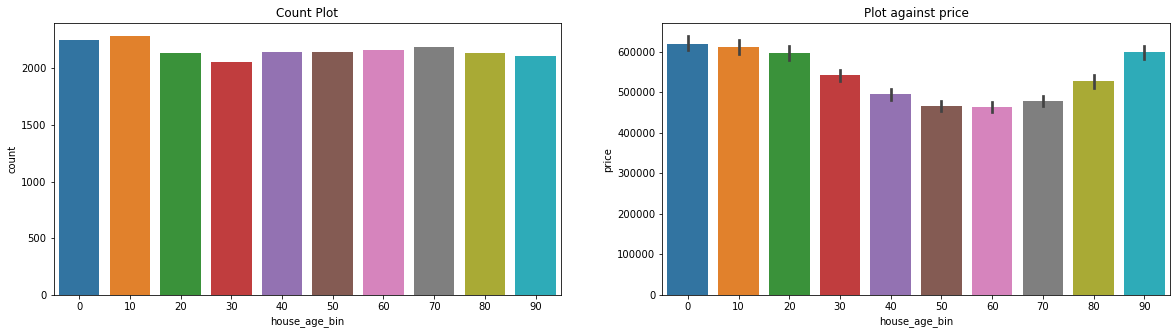 Count Plot
count
2000
1500
1000
500
0
0 10 20 30 40 50 60 70 80 90
house_age_bin
Plot against price
price
600000
500000
400000
300000
200000
100000
0
0 10 20 30 40 50 60 70 80 90
house_age_bin